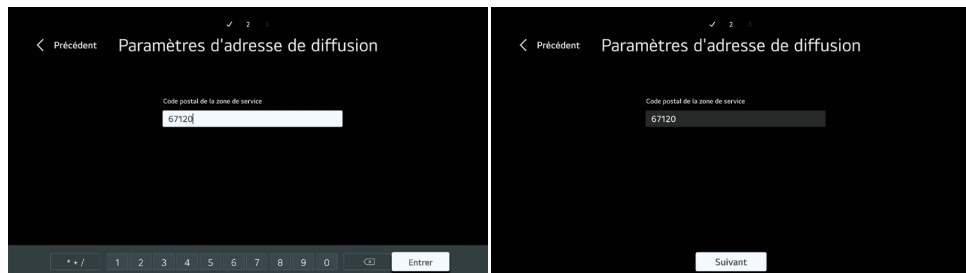 ✓ 2 3
Précédent Paramètres d'adresse de diffusion
Code postal de la zone de service
67120
* + / 1 2 3 4 5 6 7 8 9 0 Entrer
✓ 2 3
Précédent Paramètres d'adresse de diffusion
Code postal de la zone de service
67120
Suivant